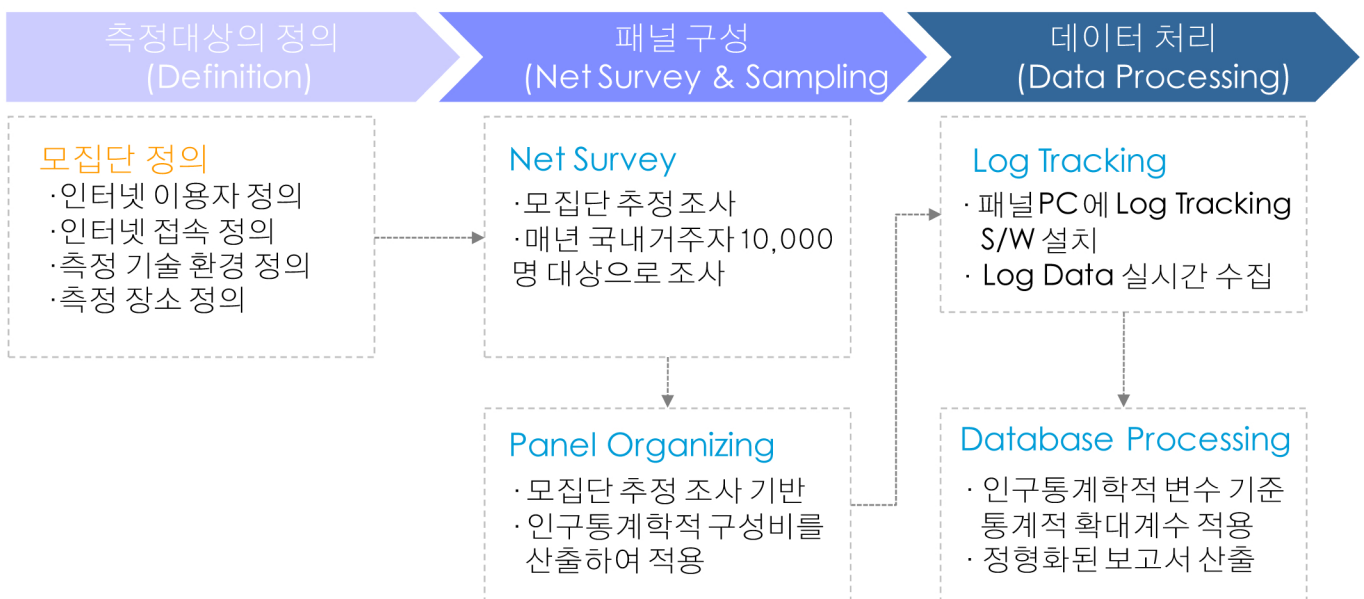 측정대상의 정의
(Definition)
패널 구성
(Net Survey & Sampling
데이터 처리
(Data Processing)
모집단 정의
·인터넷 이용자 정의
·인터넷 접속 정의
·측정 기술 환경 정의
·측정 장소 정의
Net Survey
·모집단 추정 조사
·매년 국내거주자 10,000
명 대상으로 조사
Panel Organizing
·모집단 추정 조사 기반
·인구통계학적 구성비를
산출하여 적용
Log Tracking
· 패널PC에 Log Tracking
S/W 설치
· Log Data 실시간 수집
Database Processing
· 인구통계학적 변수 기준
통계적 확대계수 적용
· 정형화된 보고서 산출